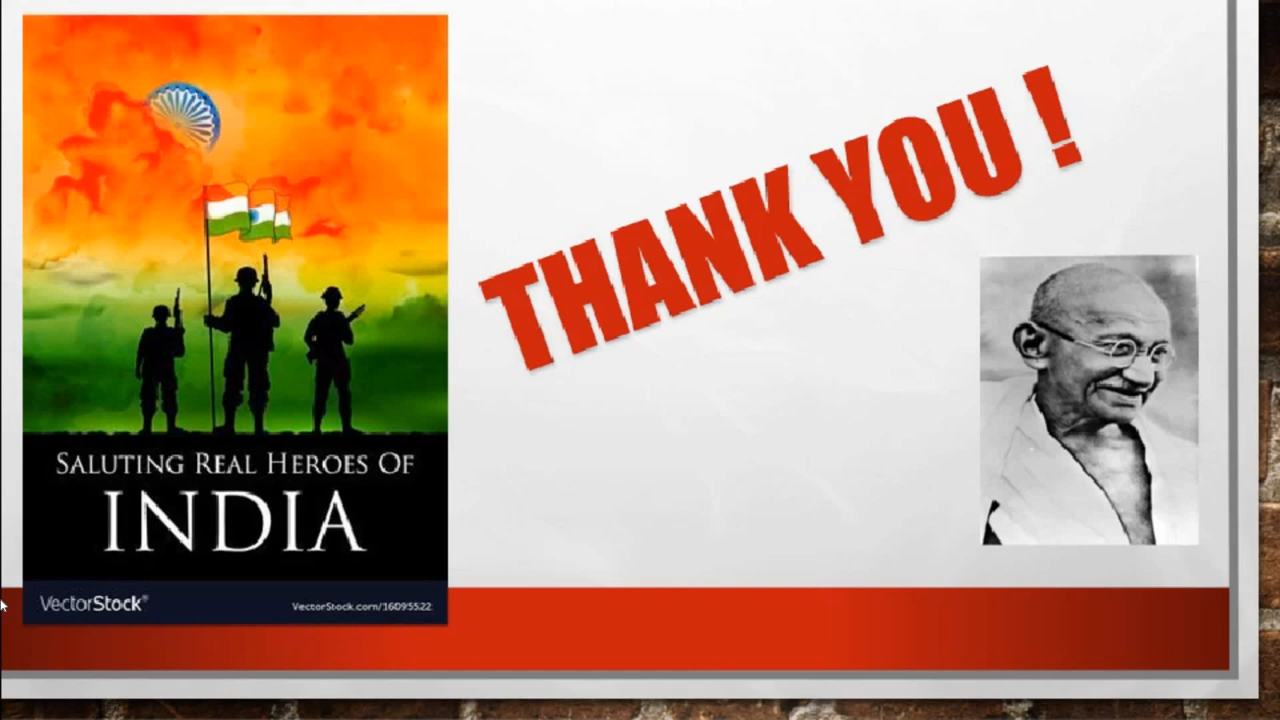 THANK YOU !
SALUTING REAL HEROES OF
INDIA
VectorStock®
VectorStock.com/16095522